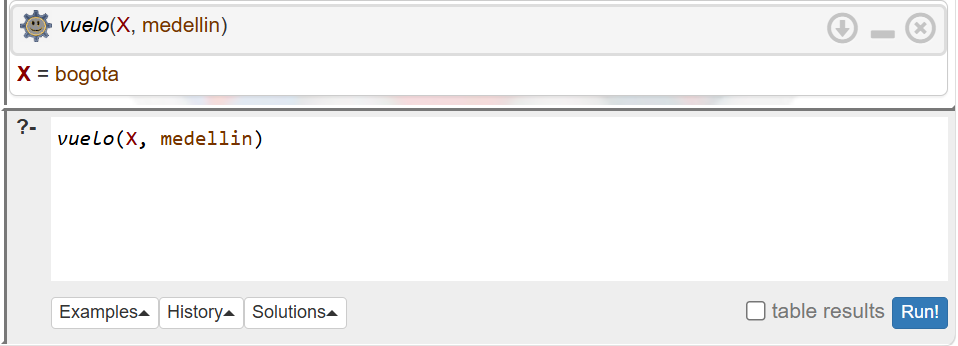 vuelo(X, medellin)
X = bogota
?-
vuelo(X, medellin)
Examples History Solutions table results Run!